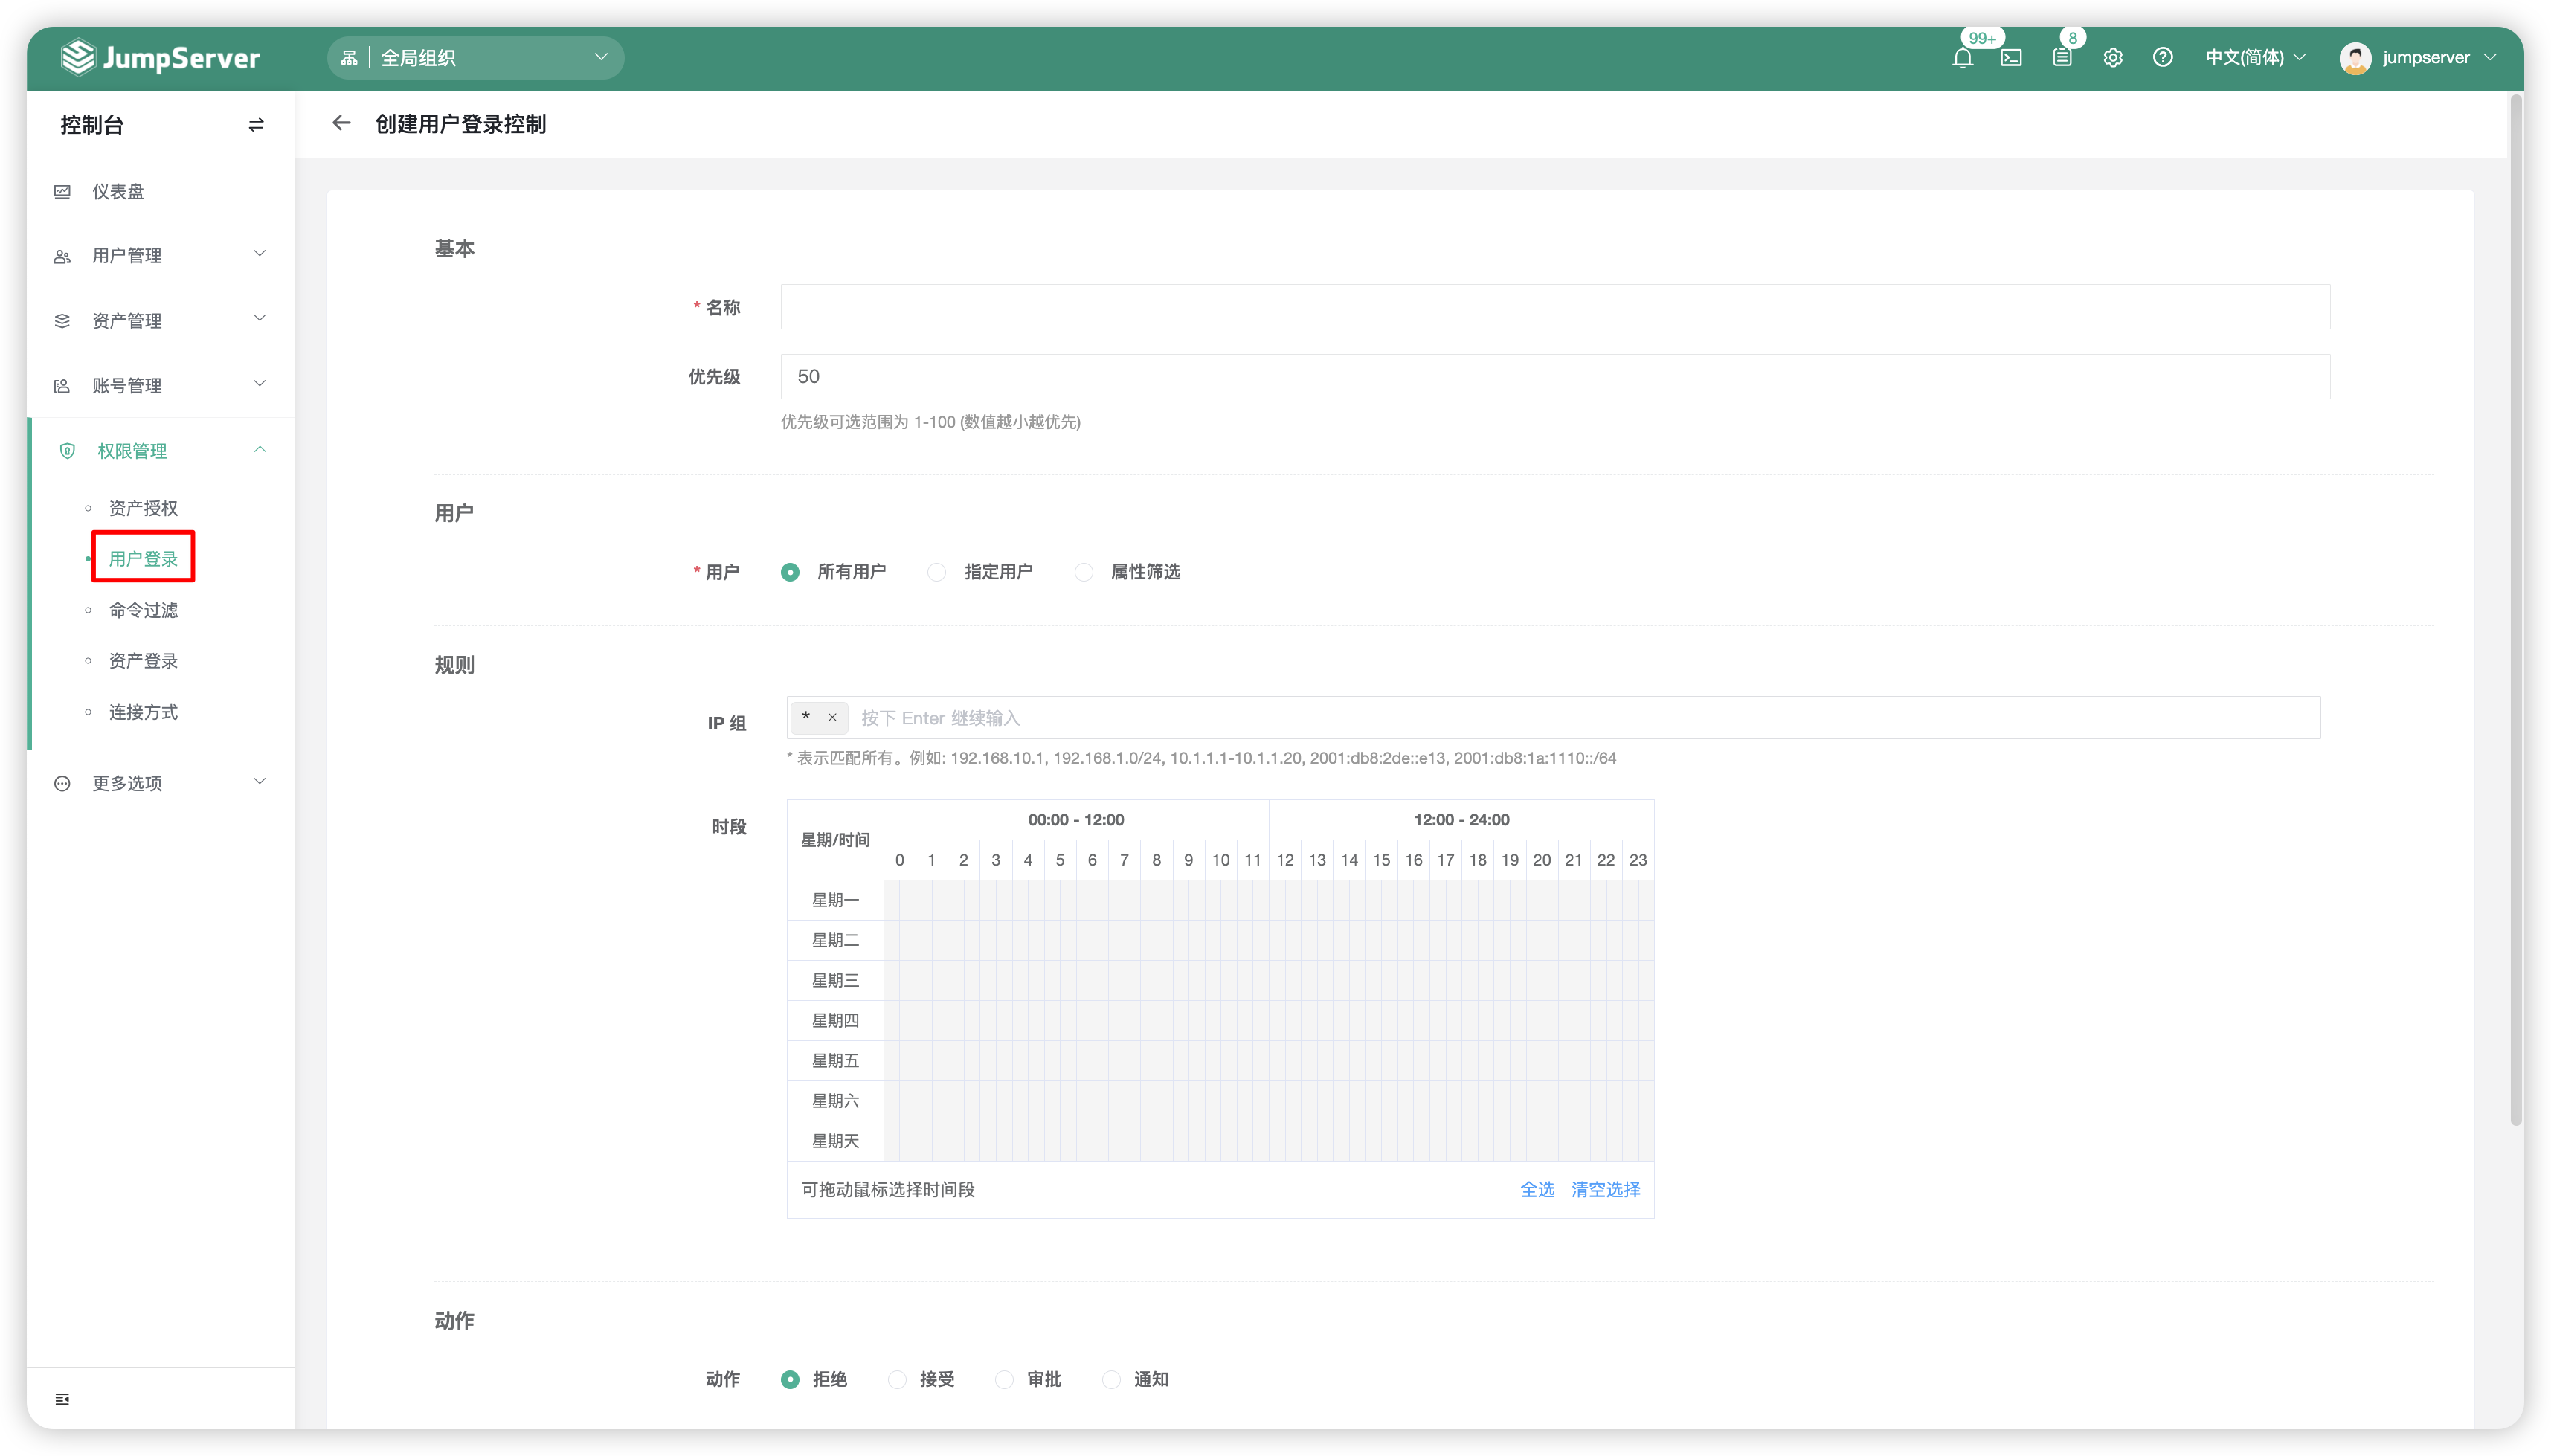 JumpServer
全局组织
99+
8
中文(简体)
jumpserver
控制台
仪表盘
用户管理
资产管理
账号管理
权限管理
资产授权
用户登录
命令过滤
资产登录
连接方式
更多选项
创建用户登录控制
基本
* 名称
优先级 50
优先级可选范围为 1-100 (数值越小越优先)
用户
* 用户 所有用户 指定用户 属性筛选
规则
IP 组 * × 按下 Enter 继续输入
* 表示匹配所有。例如: 192.168.10.1, 192.168.1.0/24, 10.1.1.1-10.1.1.20, 2001:db8:2de::e13, 2001:db8:1a:1110::/64
时段
星期/时间 00:00 - 12:00 12:00 - 24:00
0 1 2 3 4 5 6 7 8 9 10 11 12 13 14 15 16 17 18 19 20 21 22 23
星期一
星期二
星期三
星期四
星期五
星期六
星期天
可拖动鼠标选择时间段 全选 清空选择
动作
动作 拒绝 接受 审批 通知